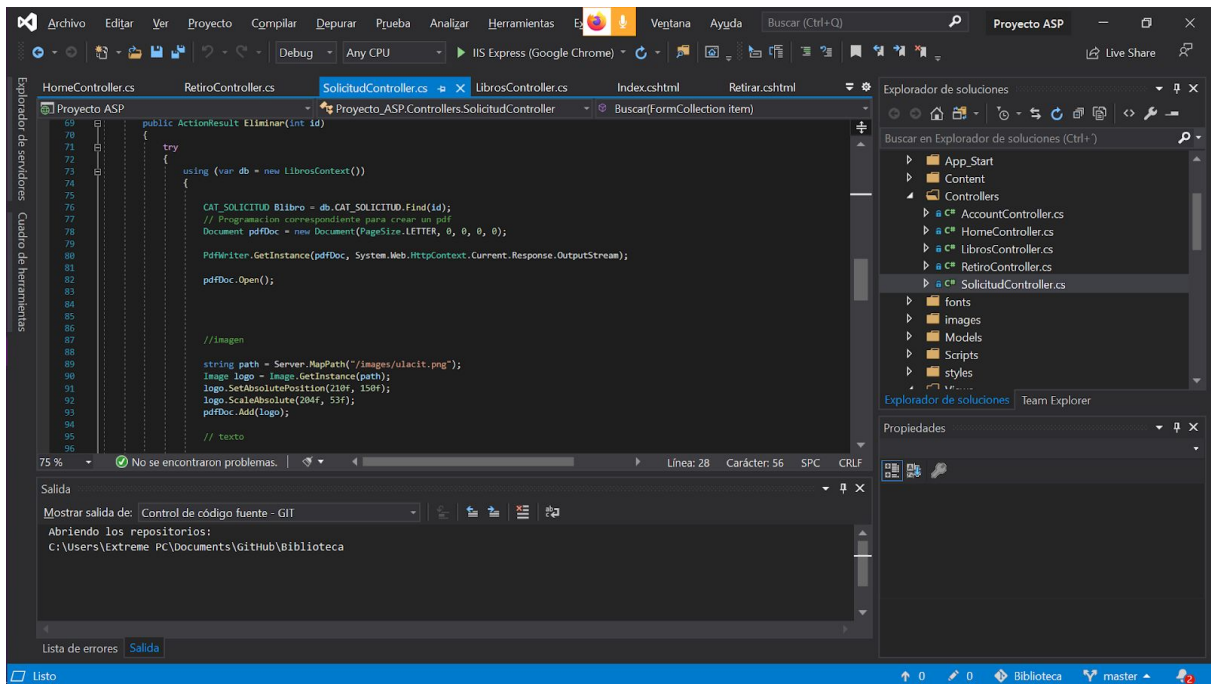 Archivo Editar Ver Proyecto Compilar Depurar Prueba Analizar Herramientas Ex Ventana Ayuda Buscar (Ctrl+Q) Proyecto ASP
Debug Any CPU IIS Express (Google Chrome) Live Share
Explorador de servidores
Cuadro de herramientas
HomeController.cs RetiroController.cs SolicitudController.cs LibrosController.cs Index.cshtml Retirar.cshtml
Proyecto ASP Proyecto_ASP.Controllers.SolicitudController Buscar(FormCollection item)
69 public ActionResult Eliminar(int id)
70 {
71 try
72 {
73 using (var db = new LibrosContext())
74 {
75
76 CAT_SOLICITUD Blibro = db.CAT_SOLICITUD.Find(id);
77 // Programacion correspondiente para crear un pdf
78 Document pdfDoc = new Document(PageSize.LETTER, 0, 0, 0, 0);
79
80 PdfWriter.GetInstance(pdfDoc, System.Web.HttpContext.Current.Response.OutputStream);
81
82 pdfDoc.Open();
83
84
85
86
87 //imagen
88
89 string path = Server.MapPath("/images/ulacit.png");
90 Image logo = Image.GetInstance(path);
91 logo.SetAbsolutePosition(210f, 150f);
92 logo.ScaleAbsolute(204f, 53f);
93 pdfDoc.Add(logo);
94
95 // texto
96
75 % No se encontraron problemas. Línea: 28 Carácter: 56 SPC CRLF
Salida
Mostrar salida de: Control de código fuente - GIT
Abriendo los repositorios:
C:\Users\Extreme PC\Documents\GitHub\Biblioteca
Lista de errores Salida
Explorador de soluciones
Buscar en Explorador de soluciones (Ctrl+´)
App_Start
Content
Controllers
C# AccountController.cs
C# HomeController.cs
C# LibrosController.cs
C# RetiroController.cs
C# SolicitudController.cs
fonts
images
Models
Scripts
styles
Views
Explorador de soluciones Team Explorer
Propiedades
Listo 0 0 Biblioteca master 2